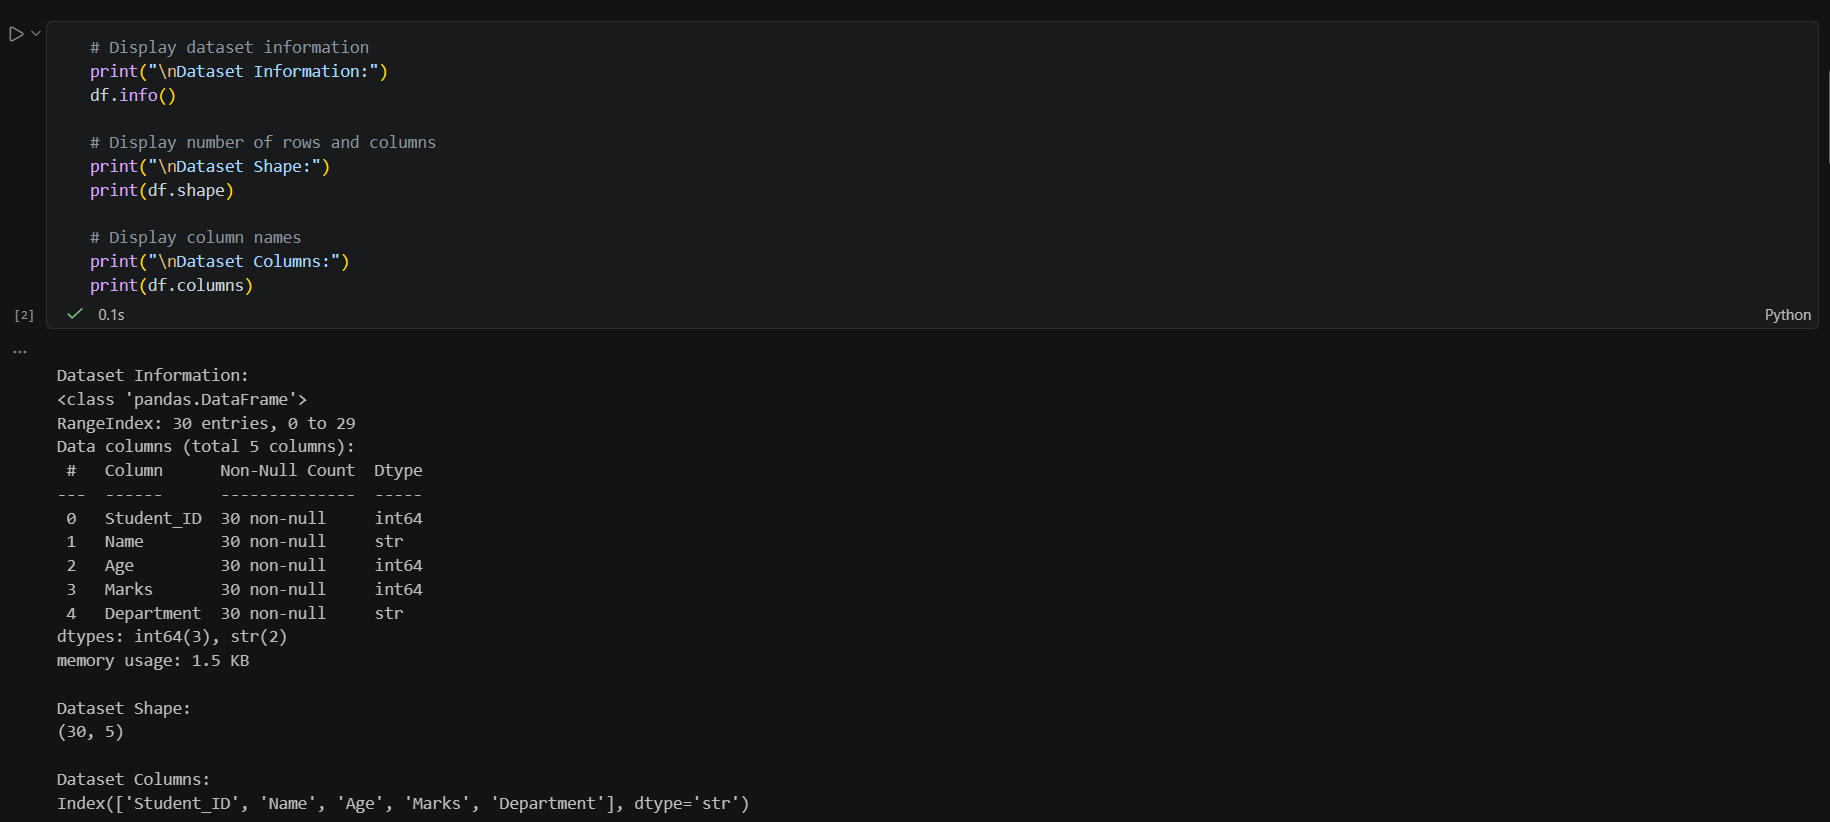 # Display dataset information
print("\nDataset Information:")
df.info()
# Display number of rows and columns
print("\nDataset Shape:")
print(df.shape)
# Display column names
print("\nDataset Columns:")
print(df.columns)
[2] 0.1s Python
...
Dataset Information:
<class 'pandas.DataFrame'>
RangeIndex: 30 entries, 0 to 29
Data columns (total 5 columns):
 #   Column      Non-Null Count  Dtype
---  ------      --------------  -----
 0   Student_ID  30 non-null     int64
 1   Name        30 non-null     str
 2   Age         30 non-null     int64
 3   Marks       30 non-null     int64
 4   Department  30 non-null     str
dtypes: int64(3), str(2)
memory usage: 1.5 KB
Dataset Shape:
(30, 5)
Dataset Columns:
Index(['Student_ID', 'Name', 'Age', 'Marks', 'Department'], dtype='str')